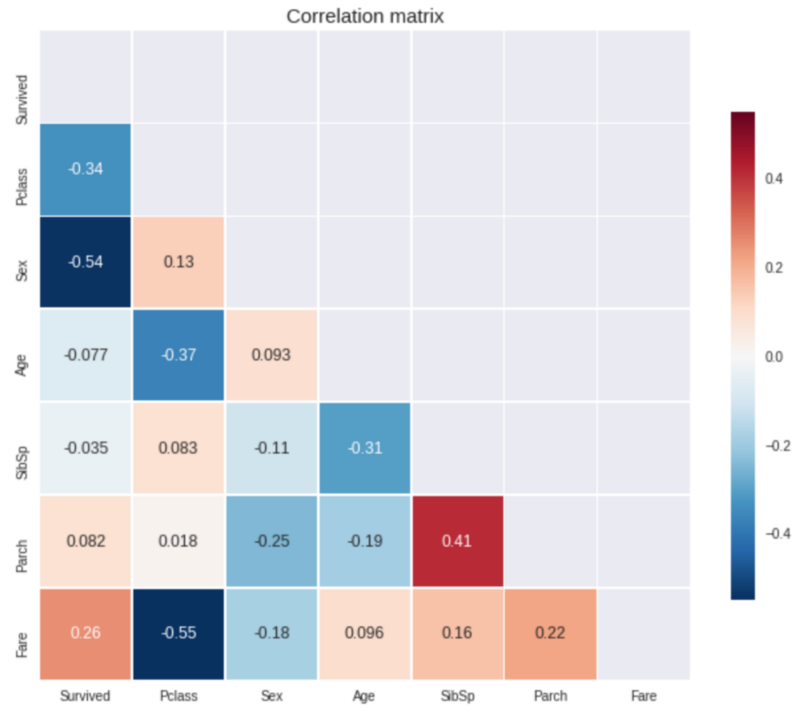 Correlation matrix
Survived
Pclass -0.34
Sex -0.54 0.13
Age -0.077 -0.37 0.093
SibSp -0.035 0.083 -0.11 -0.31
Parch 0.082 0.018 -0.25 -0.19 0.41
Fare 0.26 -0.55 -0.18 0.096 0.16 0.22
Survived Pclass Sex Age SibSp Parch Fare
0.4
0.2
0.0
−0.2
−0.4